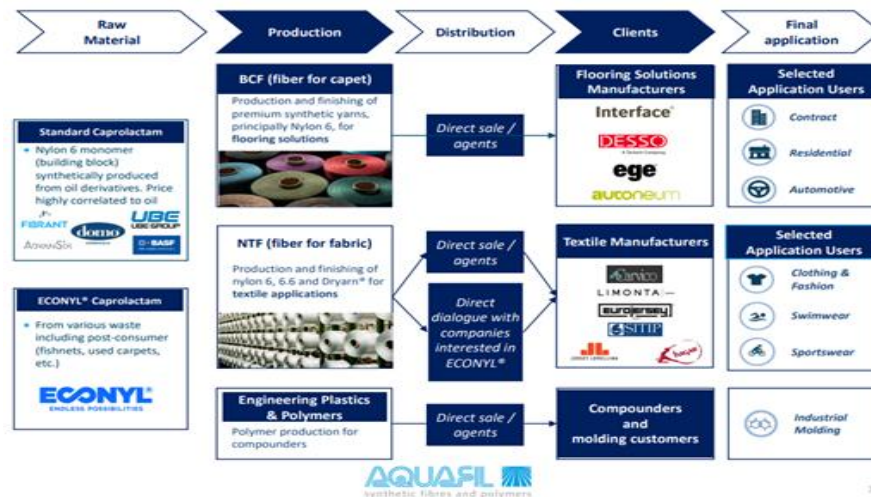 Raw
Material
Production
Distribution
Clients
Final
application
Standard Caprolactam
Nylon 6 monomer
(building block)
synthetically produced
from oil derivatives. Price
highly correlated to oil
FIBRANT
domo
UBE
UBE GROUP
AdvanSix
BASF
ECONYL® Caprolactam
From various waste
including post-consumer
(fishnets, used carpets,
etc.)
ECONYL®
ENDLESS POSSIBILITIES
BCF (fiber for capet)
Production and finishing of
premium synthetic yarns,
principally Nylon 6, for
flooring solutions
NTF (fiber for fabric)
Production and finishing of
nylon 6, 6.6 and Dryarn® for
textile applications
Engineering Plastics
& Polymers
Polymer production for
compounders
Direct sale /
agents
Direct sale /
agents
Direct
dialogue with
companies
interested in
ECONYL®
Direct sale /
agents
Flooring Solutions
Manufacturers
Interface®
DESSO
ege
autoneum
Textile Manufacturers
Carvico
LIMONTA
eurojersey
SITIP
Compounders
and
molding customers
Selected
Application Users
Contract
Residential
Automotive
Selected
Application Users
Clothing &
Fashion
Swimwear
Sportswear
Industrial
Molding
AQUAFIL
synthetic fibres and polymers